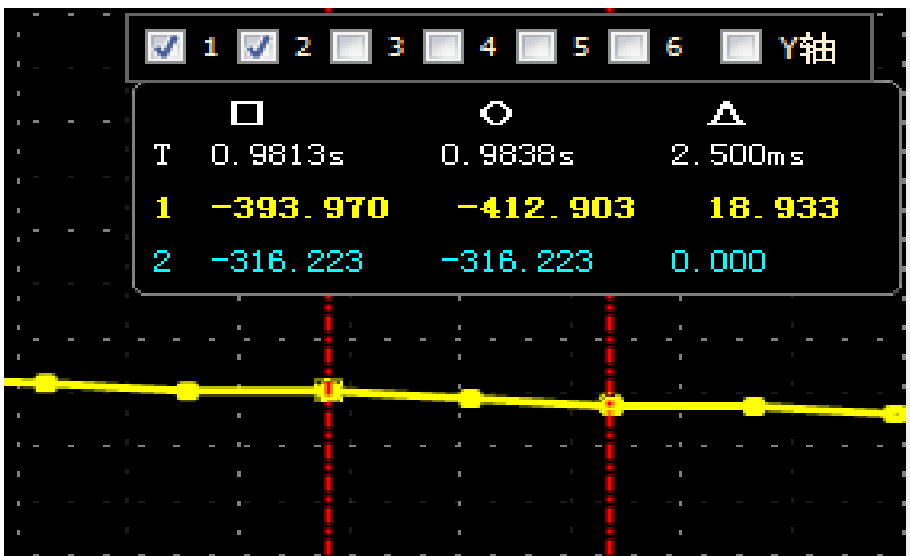 1 2 3 4 5 6 Y轴
T 0.9813s 0.9838s 2.500ms
1 -393.970 -412.903 18.933
2 -316.223 -316.223 0.000